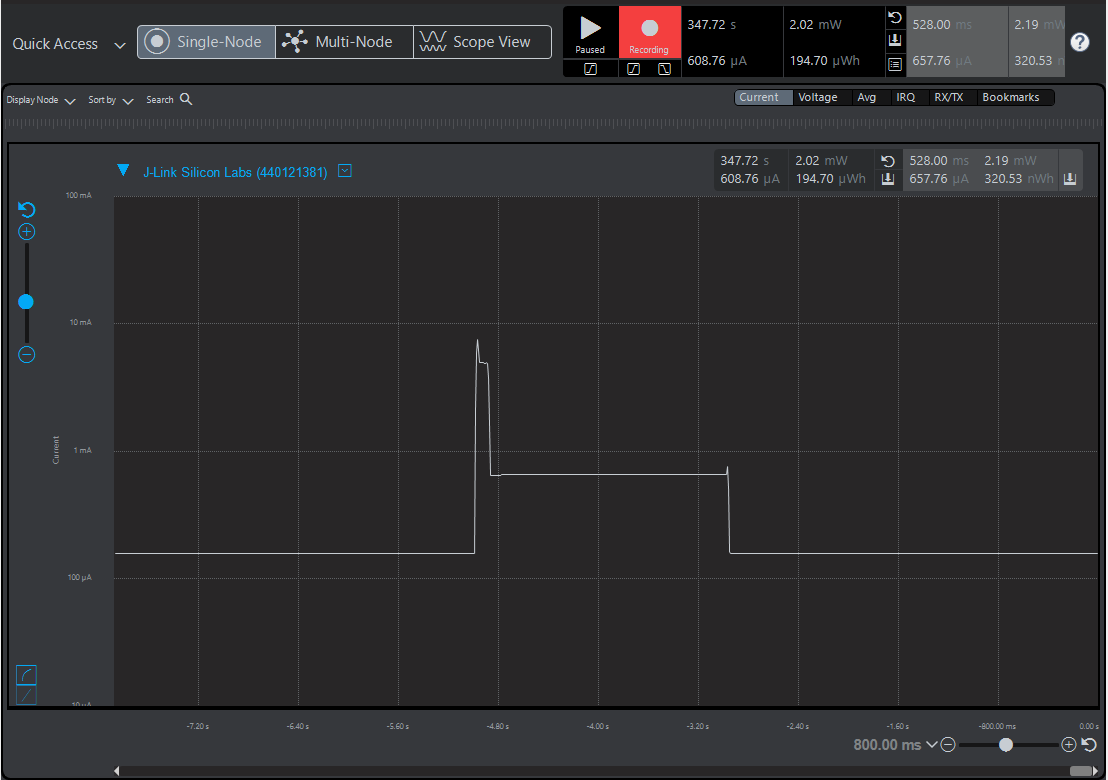 Quick Access
Single-Node
Multi-Node
Scope View
Paused
Recording
347.72 s
608.76 µA
2.02 mW
194.70 µWh
528.00 ms
657.76 µA
2.19 mW
320.53 n
?
Display Node
Sort by
Search
Current
Voltage
Avg
IRQ
RX/TX
Bookmarks
J-Link Silicon Labs (440121381)
347.72 s 2.02 mW
608.76 µA 194.70 µWh
528.00 ms 2.19 mW
657.76 µA 320.53 nWh
100 mA
10 mA
Current
1 mA
100 µA
10 µA
-7.20 s -6.40 s -5.60 s -4.80 s -4.00 s -3.20 s -2.40 s -1.60 s -800.00 ms 0.00 s
800.00 ms